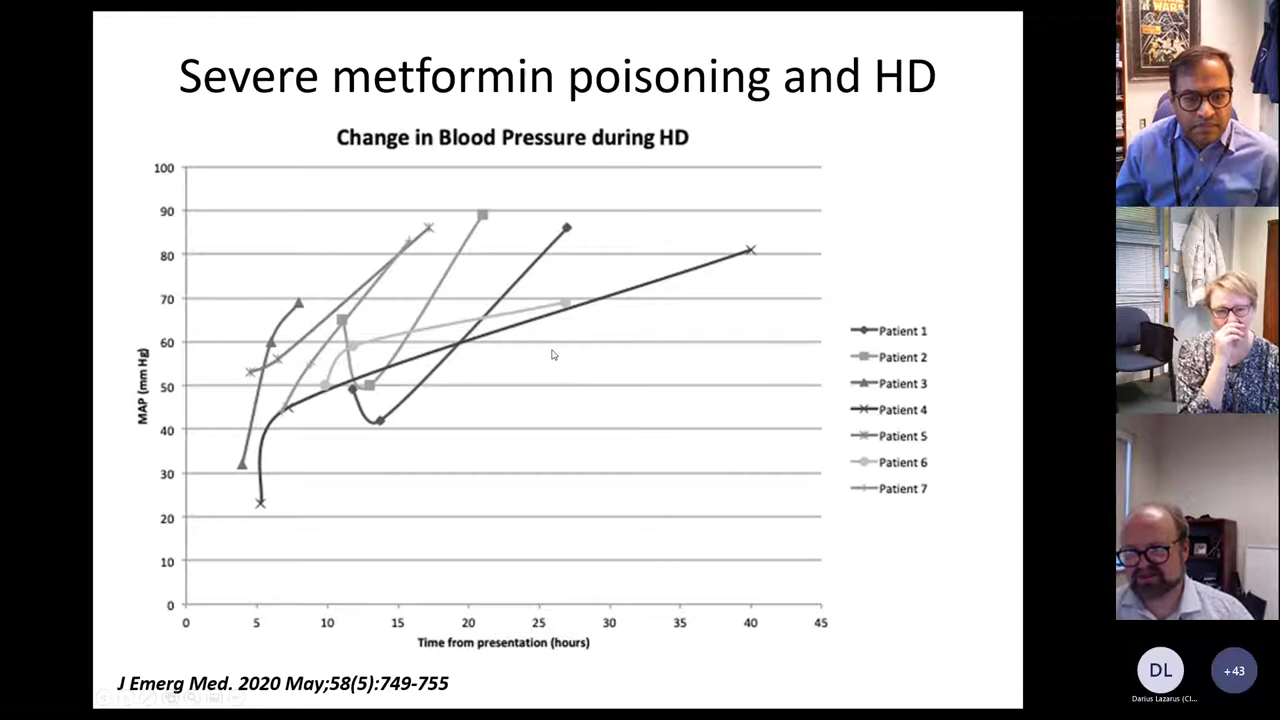 Severe metformin poisoning and HD
Change in Blood Pressure during HD
100
90
80
70
60
50
40
30
20
10
0
MAP (mm Hg)
0 5 10 15 20 25 30 35 40 45
Time from presentation (hours)
Patient 1
Patient 2
Patient 3
Patient 4
Patient 5
Patient 6
Patient 7
J Emerg Med. 2020 May;58(5):749-755
WARS
DL
+43
Darius Lazarus (Cl...